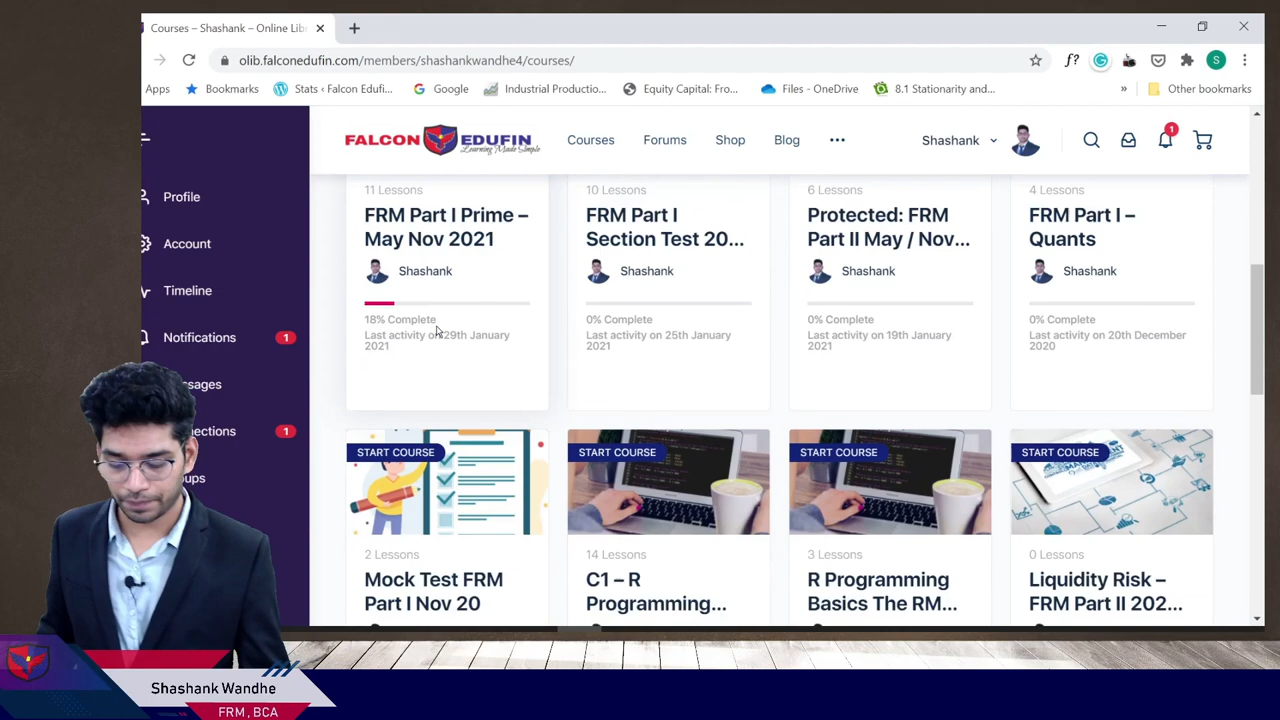 Courses – Shashank – Online Lib
olib.falconedufin.com/members/shashankwandhe4/courses/
f?
S
Apps
Bookmarks
Stats ‹ Falcon Edufi...
Google
Industrial Productio...
Equity Capital: Fro...
Files - OneDrive
8.1 Stationarity and...
»
Other bookmarks
FALCON EDUFIN
Learning Made Simple
Courses
Forums
Shop
Blog
Shashank
1
Profile
Account
Timeline
Notifications
1
ssages
ections
1
ups
11 Lessons
FRM Part I Prime –
May Nov 2021
Shashank
18% Complete
Last activity on 29th January
2021
10 Lessons
FRM Part I
Section Test 20...
Shashank
0% Complete
Last activity on 25th January
2021
6 Lessons
Protected: FRM
Part II May / Nov...
Shashank
0% Complete
Last activity on 19th January
2021
4 Lessons
FRM Part I –
Quants
Shashank
0% Complete
Last activity on 20th December
2020
START COURSE
2 Lessons
Mock Test FRM
Part I Nov 20
START COURSE
14 Lessons
C1 – R
Programming...
START COURSE
3 Lessons
R Programming
Basics The RM...
START COURSE
0 Lessons
Liquidity Risk –
FRM Part II 202...
Shashank Wandhe
FRM, BCA